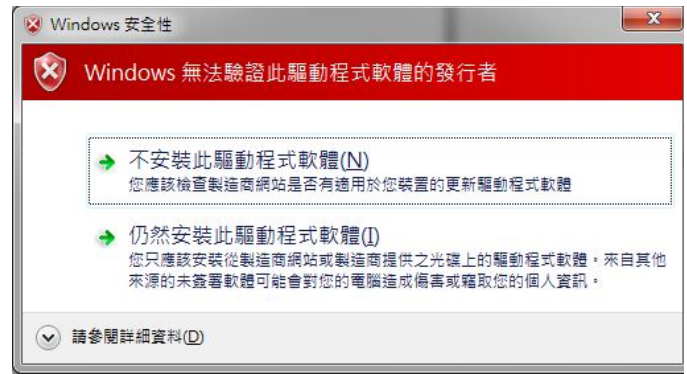 Windows 安全性
Windows 無法驗證此驅動程式軟體的發行者
不安裝此驅動程式軟體(N)
您應該檢查製造商網站是否有適用於您裝置的更新驅動程式軟體
仍然安裝此驅動程式軟體(I)
您只應該安裝從製造商網站或製造商提供之光碟上的驅動程式軟體。來自其他
來源的未簽署軟體可能會對您的電腦造成傷害或竊取您的個人資訊。
請參閱詳細資料(D)